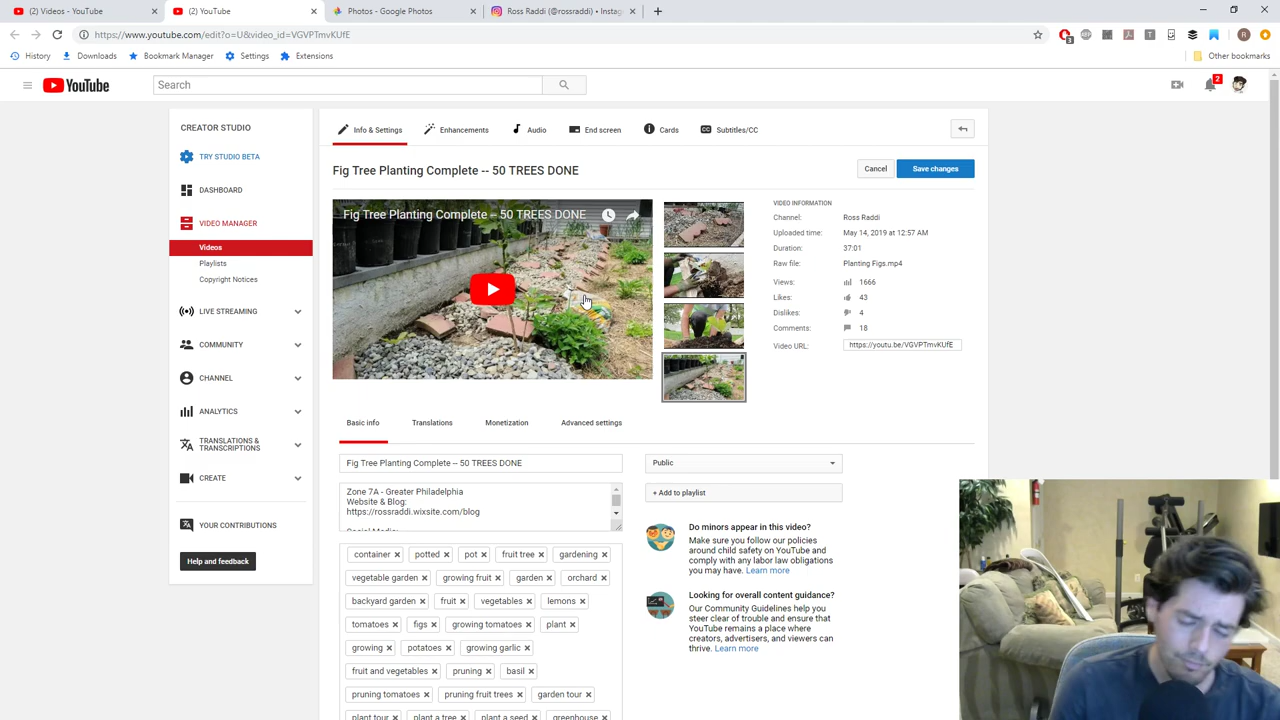 (2) Videos - YouTube
(2) YouTube
Photos - Google Photos
Ross Raddi (@rossraddi) • Instag
https://www.youtube.com/edit?o=U&video_id=VGVPTmvKUfE
History
Downloads
Bookmark Manager
Settings
Extensions
Other bookmarks
YouTube
Search
2
CREATOR STUDIO
TRY STUDIO BETA
DASHBOARD
VIDEO MANAGER
Videos
Playlists
Copyright Notices
LIVE STREAMING
COMMUNITY
CHANNEL
ANALYTICS
TRANSLATIONS &
TRANSCRIPTIONS
CREATE
YOUR CONTRIBUTIONS
Help and feedback
Info & Settings
Enhancements
Audio
End screen
Cards
Subtitles/CC
Fig Tree Planting Complete -- 50 TREES DONE
Cancel
Save changes
Fig Tree Planting Complete -- 50 TREES DONE
VIDEO INFORMATION
Channel: Ross Raddi
Uploaded time: May 14, 2019 at 12:57 AM
Duration: 37:01
Raw file: Planting Figs.mp4
Views: 1666
Likes: 43
Dislikes: 4
Comments: 18
Video URL: https://youtu.be/VGVPTmvKUfE
Basic info
Translations
Monetization
Advanced settings
Fig Tree Planting Complete -- 50 TREES DONE
Zone 7A - Greater Philadelphia
Website & Blog:
https://rossraddi.wixsite.com/blog
Social Media:
container
potted
pot
fruit tree
gardening
vegetable garden
growing fruit
garden
orchard
backyard garden
fruit
vegetables
lemons
tomatoes
figs
growing tomatoes
plant
growing
potatoes
growing garlic
fruit and vegetables
pruning
basil
pruning tomatoes
pruning fruit trees
garden tour
plant tour
plant a tree
plant a seed
greenhouse
Public
+ Add to playlist
Do minors appear in this video?
Make sure you follow our policies
around child safety on YouTube and
comply with any labor law obligations
you may have. Learn more
Looking for overall content guidance?
Our Community Guidelines help you
steer clear of trouble and ensure that
YouTube remains a place where
creators, advertisers, and viewers can
thrive. Learn more